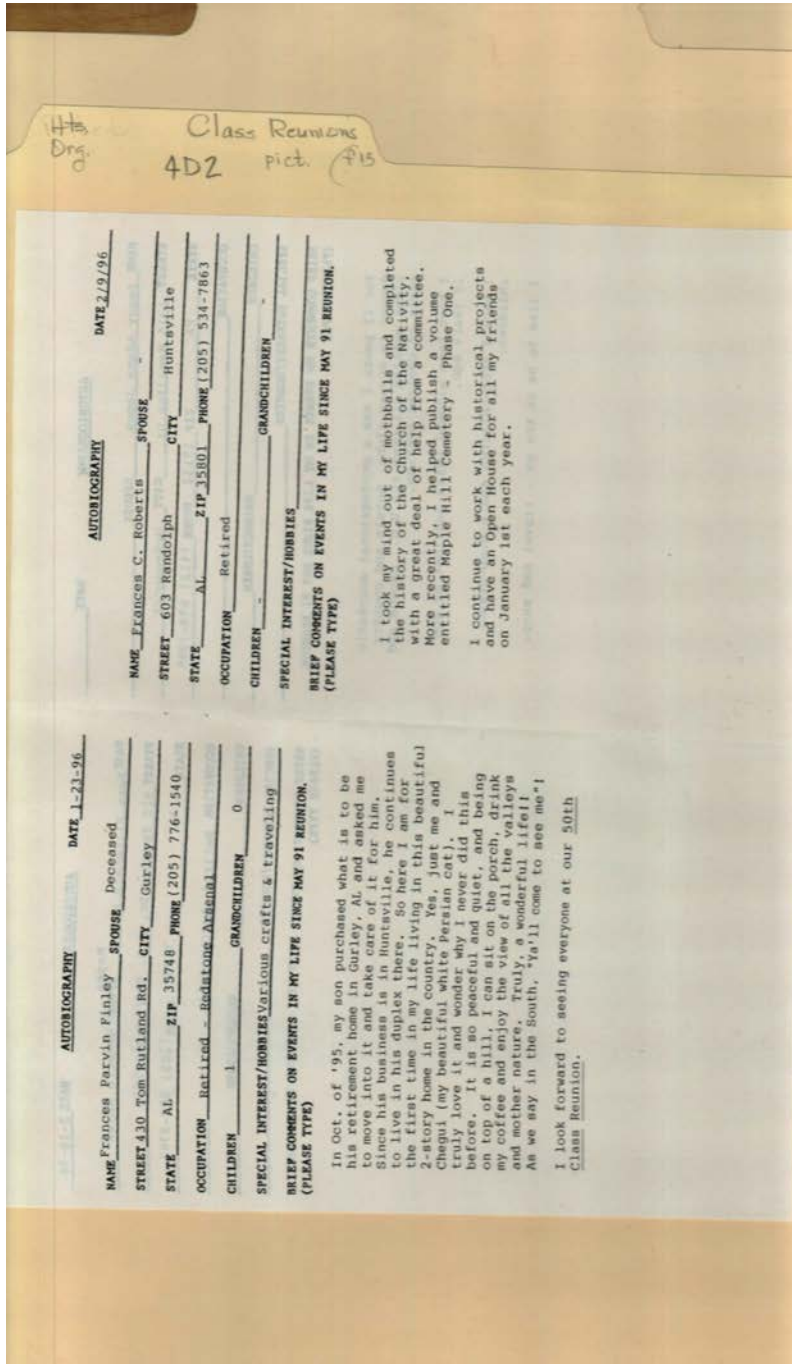 Hts. Class Reunions
Org. 4D2 pict.
AUTOBIOGRAPHY DATE 1-23-96
NAME Frances Parvin Finley SPOUSE Deceased
STREET 430 Tom Rutland Rd. CITY Gurley
STATE AL ZIP 35748 PHONE (205) 776-1540
OCCUPATION Retired - Redstone Arsenal
CHILDREN 1 GRANDCHILDREN 0
SPECIAL INTEREST/HOBBIES Various crafts & traveling
BRIEF COMMENTS ON EVENTS IN MY LIFE SINCE MAY 91 REUNION.
(PLEASE TYPE)
In Oct. of '95, my son purchased what is to be
his retirement home in Gurley, AL and asked me
to move into it and take care of it for him.
Since his business is in Huntsville, he continues
to live in his duplex there. So here I am for
the first time in my life living in this beautiful
2-story home in the country. Yes, just me and
Chegui (my beautiful white Persian cat). I
truly love it and wonder why I never did this
before. It is so peaceful and quiet, and being
on top of a hill, I can sit on the porch, drink
my coffee and enjoy the view of all the valleys
and mother nature. Truly, a wonderful life!!
As we say in the South, "Ya'll come to see me"!
I look forward to seeing everyone at our 50th
Class Reunion.
AUTOBIOGRAPHY DATE 2/9/96
NAME Frances C. Roberts SPOUSE -
STREET 603 Randolph CITY Huntsville
STATE AL ZIP 35801 PHONE (205) 534-7863
OCCUPATION Retired
CHILDREN - GRANDCHILDREN -
SPECIAL INTEREST/HOBBIES
BRIEF COMMENTS ON EVENTS IN MY LIFE SINCE MAY 91 REUNION.
(PLEASE TYPE)
I took my mind out of mothballs and completed
the history of the Church of the Nativity,
with a great deal of help from a committee.
More recently, I helped publish a volume
entitled Maple Hill Cemetery - Phase One.
I continue to work with historical projects
and have an Open House for all my friends
on January 1st each year.